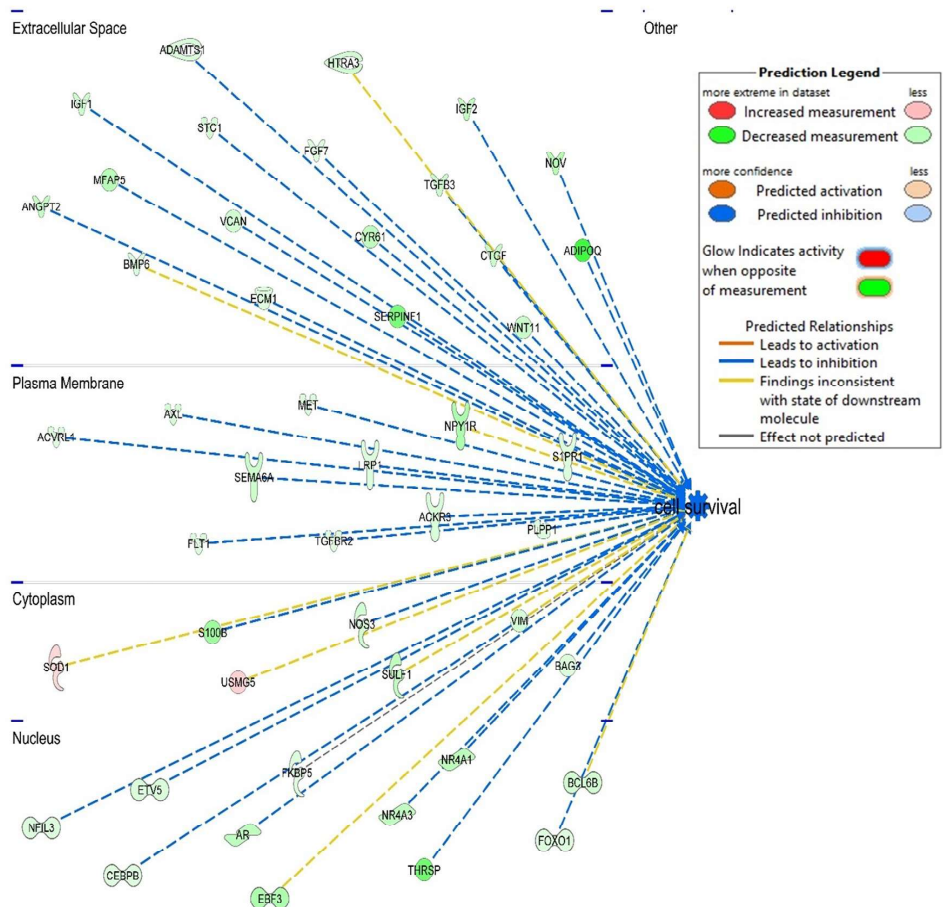 Extracellular Space
Other
ADAMTS1
HTRA3
IGF1
STC1
IGF2
FGF7
NOV
MFAP5
TGFB3
ANGPT2
VCAN
CYR61
CTGF
ADIPOQ
BMP6
ECM1
SERPINF1
WNT11
Prediction Legend
more extreme in dataset less
Increased measurement
Decreased measurement
more confidence less
Predicted activation
Predicted inhibition
Glow Indicates activity
when opposite
of measurement
Predicted Relationships
Leads to activation
Leads to inhibition
Findings inconsistent
with state of downstream
molecule
Effect not predicted
Plasma Membrane
MET
AXL
NPY1R
ACVRL1
S1PR1
LRP1
SEMA6A
cell survival
ACKR3
PLPP1
FLT1
TGFBR2
Cytoplasm
NOS3
VIM
S100B
SOD1
BAG3
USMG5
SULF1
Nucleus
NR4A1
FKBP5
BCL6B
ETV5
NR4A3
NFIL3
AR
FOXO1
THRSP
CEBPB
EBF3